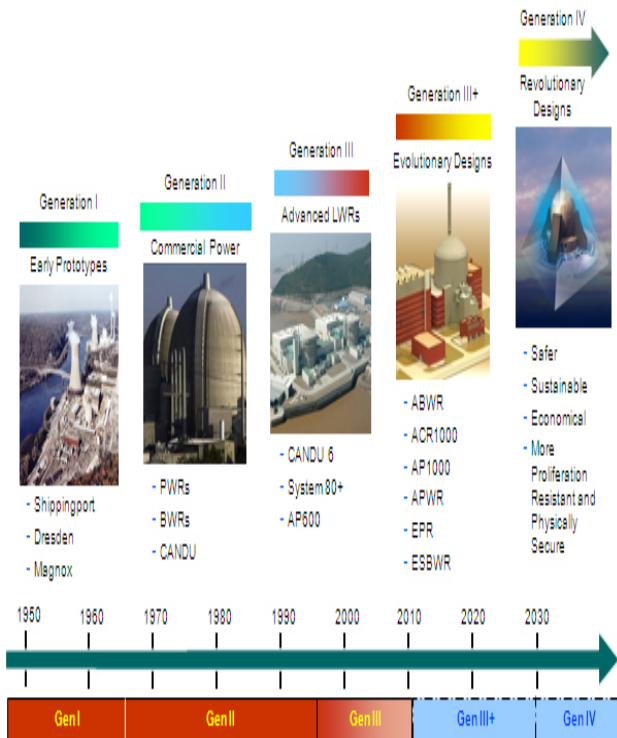 Generation I
Early Prototypes
- Shippingport
- Dresden
- Magnox
Generation II
Commercial Power
- PWRs
- BWRs
- CANDU
Generation III
Advanced LWRs
- CANDU 6
- System 80+
- AP600
Generation III+
Evolutionary Designs
- ABWR
- ACR1000
- AP1000
- APWR
- EPR
- ESBWR
Generation IV
Revolutionary
Designs
- Safer
- Sustainable
- Economical
- More
Proliferation
Resistant and
Physically
Secure
1950
1960
1970
1980
1990
2000
2010
2020
2030
Gen I
Gen II
Gen III
Gen III+
Gen IV